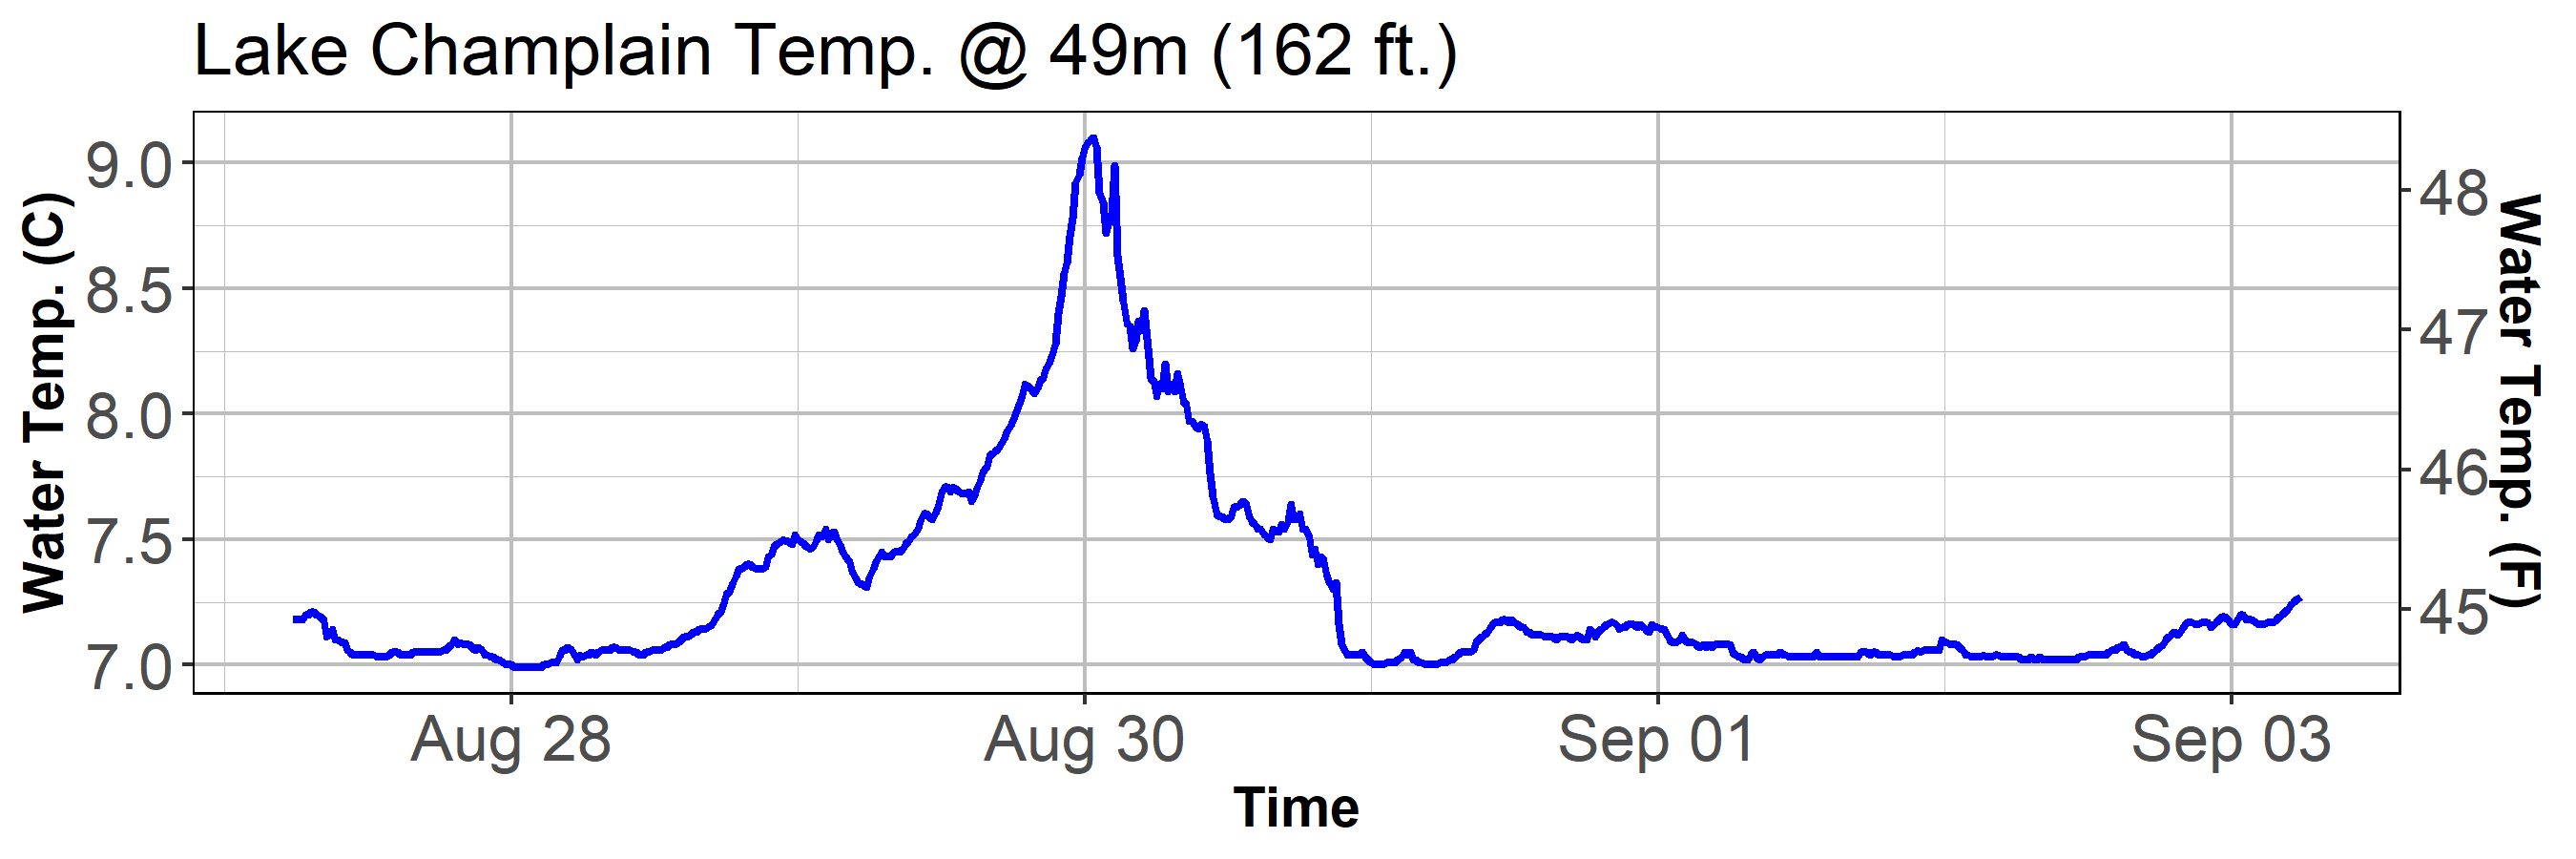 Lake Champlain Temp. @ 49m (162 ft.)
Water Temp. (C)
9.0
8.5
8.0
7.5
7.0
48
47
46
45
Water Temp. (F)
Aug 28 Aug 30 Sep 01 Sep 03
Time